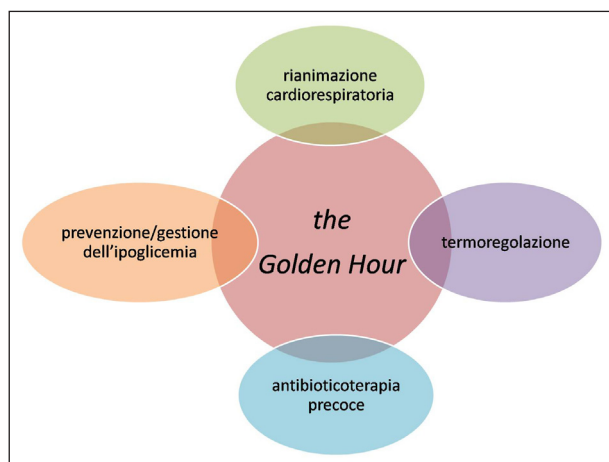 rianimazione
cardiorespiratoria
prevenzione/gestione
dell'ipoglicemia
the
Golden Hour
termoregolazione
antibioticoterapia
precoce